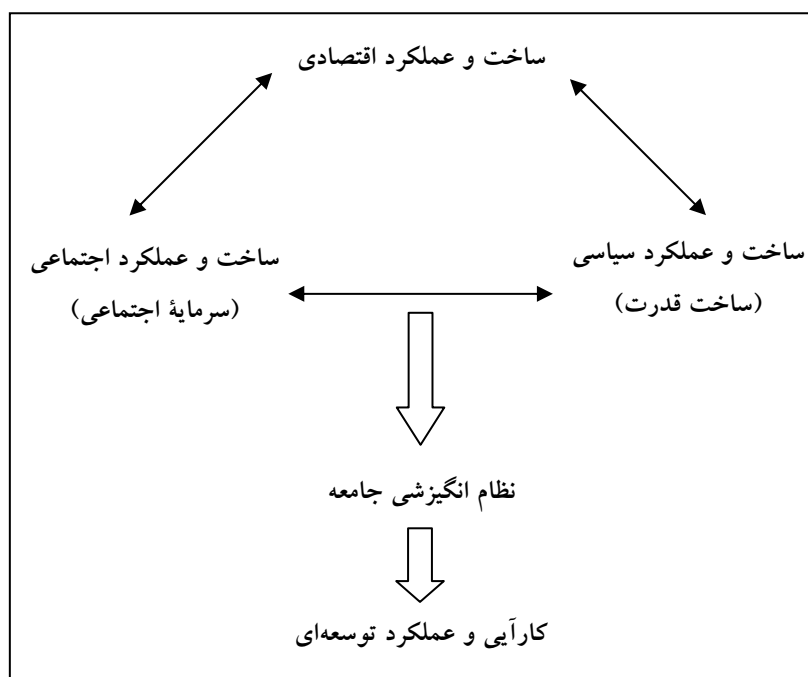 ساخت و عملکرد اقتصادی
ساخت و عملکرد سیاسی
(ساخت قدرت)
ساخت و عملکرد اجتماعی
(سرمایهٔ اجتماعی)
نظام انگیزشی جامعه
کارآیی و عملکرد توسعه‌ای